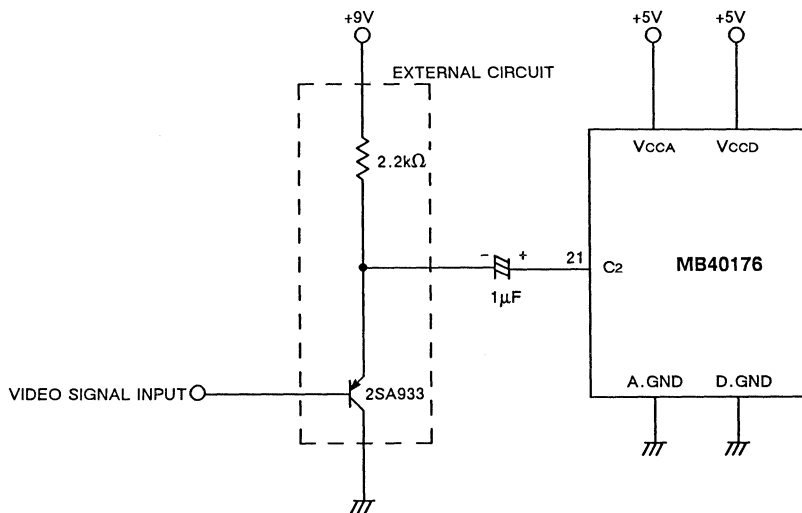 +9V
+5V
+5V
EXTERNAL CIRCUIT
2.2kΩ
VCCA
VCCD
- +
21
C2
MB40176
1μF
VIDEO SIGNAL INPUT
2SA933
A.GND
D.GND